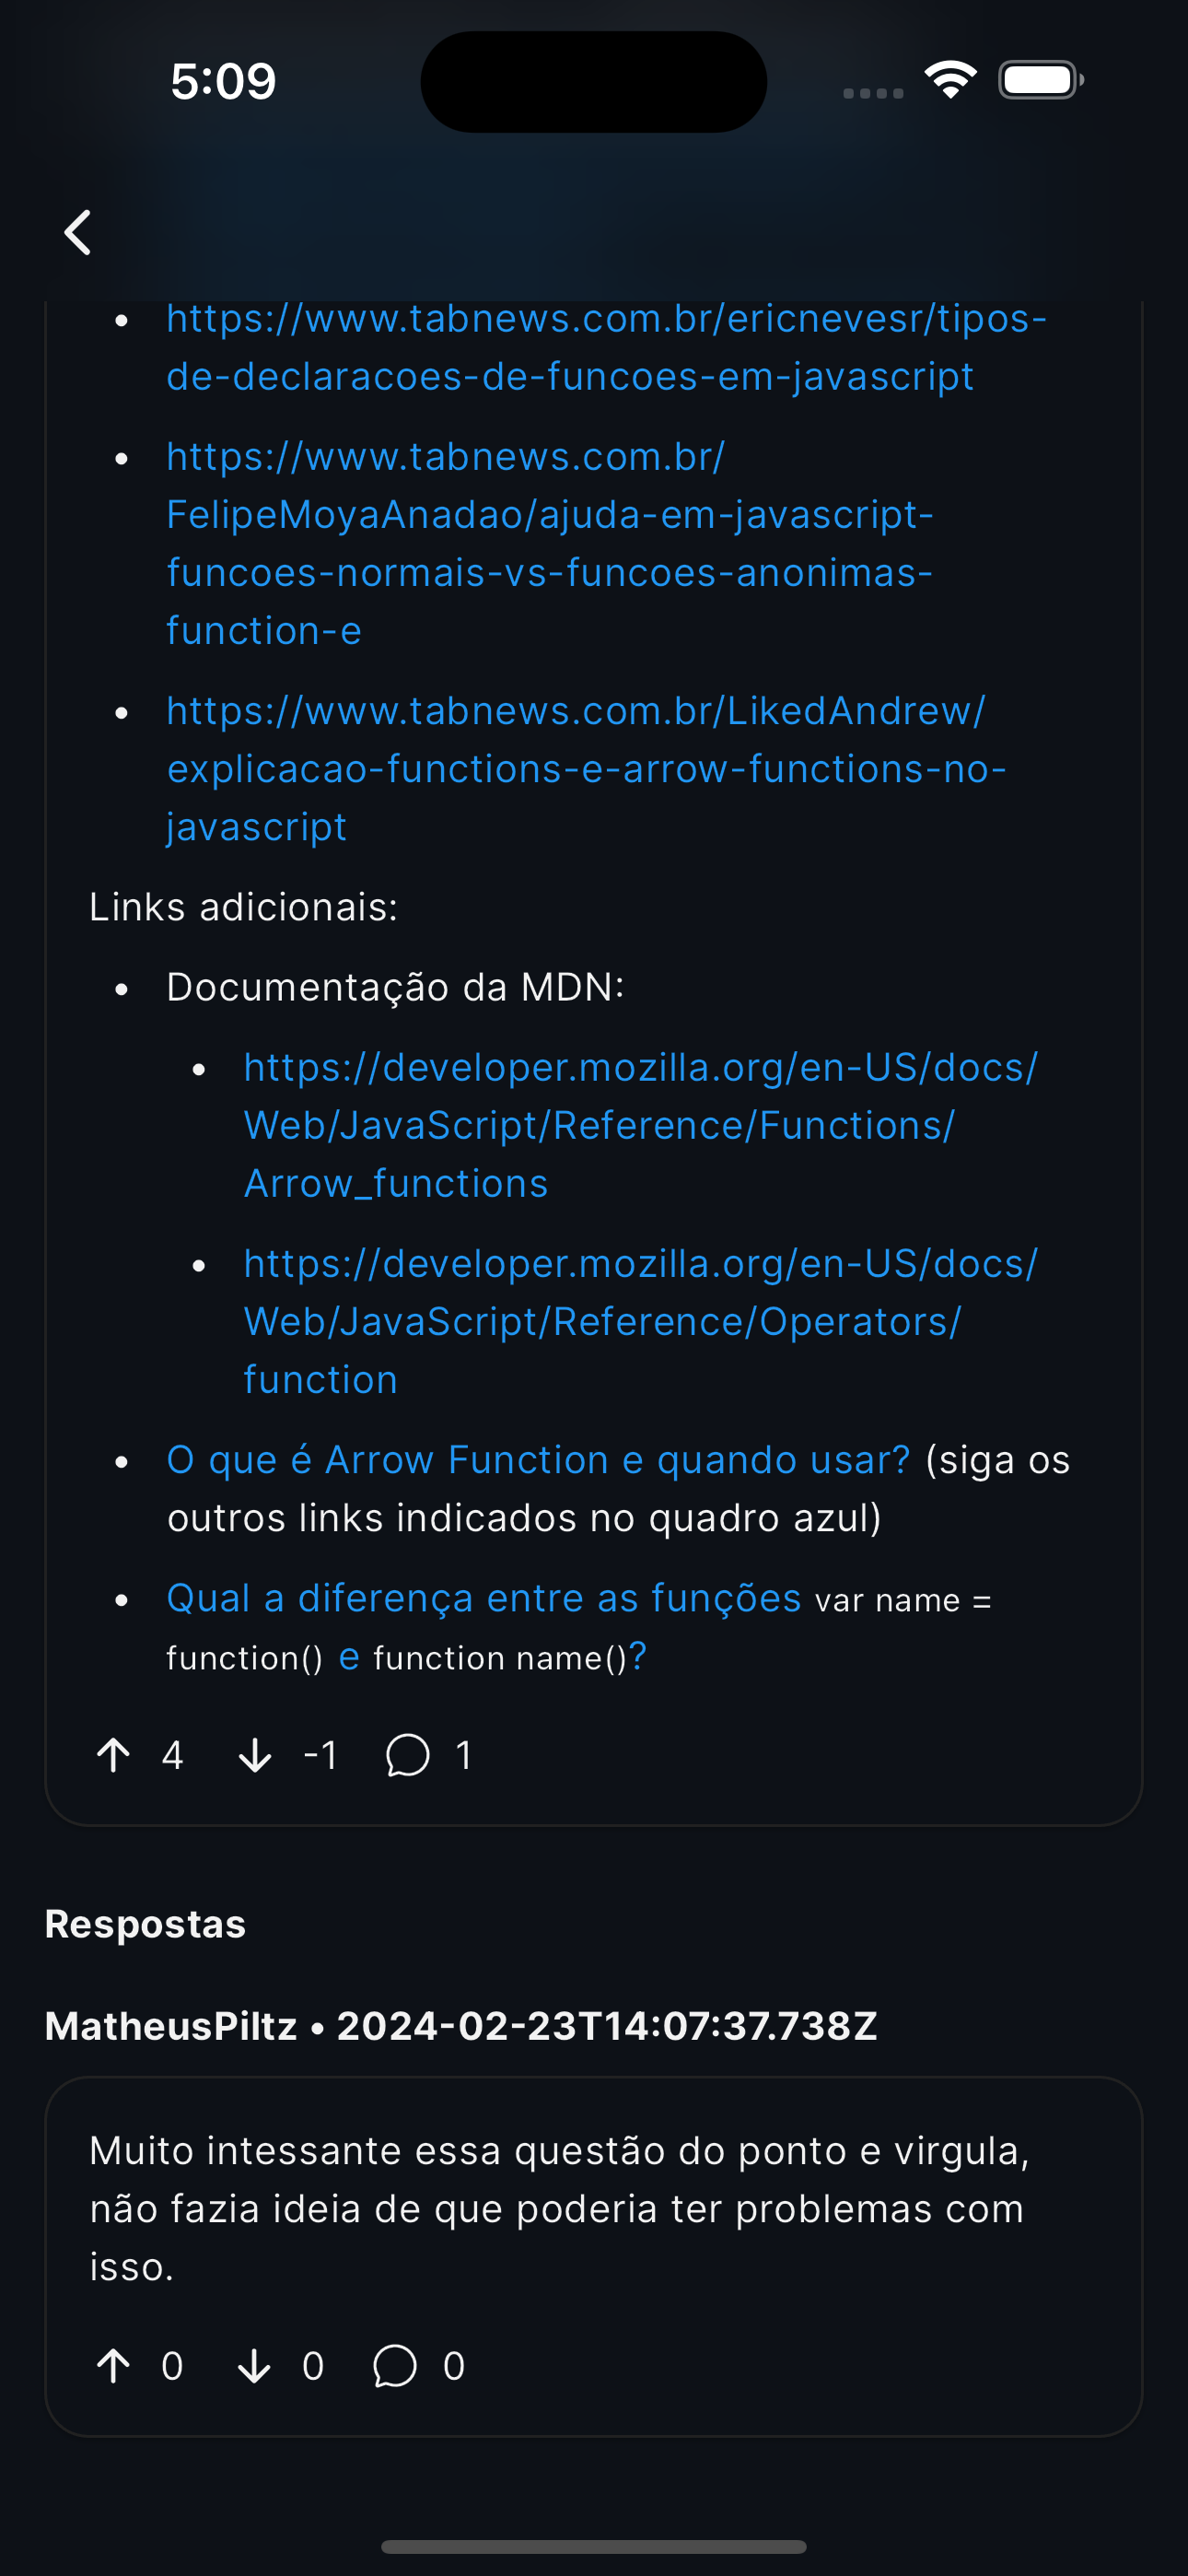 5:09
https://www.tabnews.com.br/ericnevesr/tipos-
de-declaracoes-de-funcoes-em-javascript
https://www.tabnews.com.br/
FelipeMoyaAnadao/ajuda-em-javascript-
funcoes-normais-vs-funcoes-anonimas-
function-e
https://www.tabnews.com.br/LikedAndrew/
explicacao-functions-e-arrow-functions-no-
javascript
Links adicionais:
• Documentação da MDN:
• https://developer.mozilla.org/en-US/docs/
Web/JavaScript/Reference/Functions/
Arrow_functions
• https://developer.mozilla.org/en-US/docs/
Web/JavaScript/Reference/Operators/
function
• O que é Arrow Function e quando usar? (siga os
outros links indicados no quadro azul)
• Qual a diferença entre as funções var name =
function() e function name()?
4 -1 1
Respostas
MatheusPiltz • 2024-02-23T14:07:37.738Z
Muito intessante essa questão do ponto e virgula,
não fazia ideia de que poderia ter problemas com
isso.
0 0 0